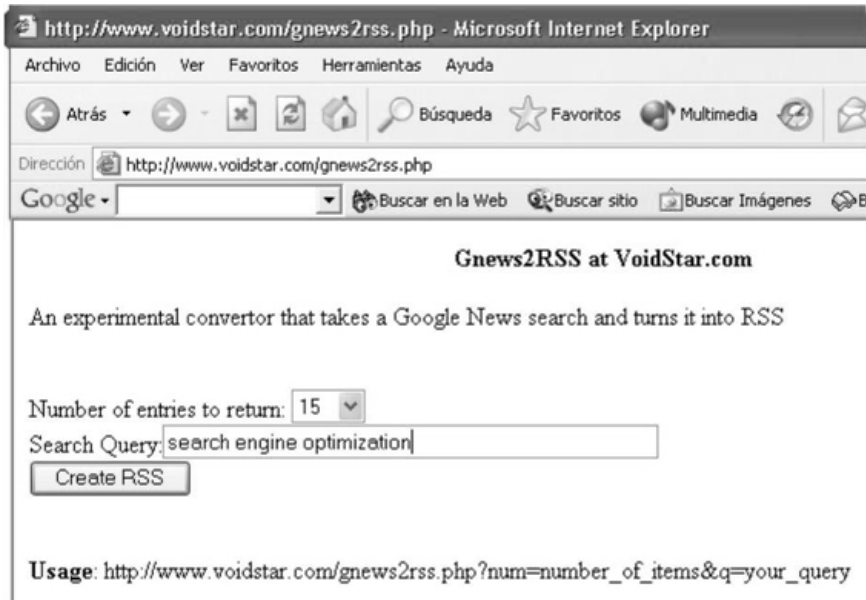 http://www.voidstar.com/gnews2rss.php - Microsoft Internet Explorer
Archivo Edición Ver Favoritos Herramientas Ayuda
Atrás Búsqueda Favoritos Multimedia
Dirección http://www.voidstar.com/gnews2rss.php
Google Buscar en la Web Buscar sitio Buscar Imágenes
Gnews2RSS at VoidStar.com
An experimental convertor that takes a Google News search and turns it into RSS
Number of entries to return: 15
Search Query: search engine optimization
Create RSS
Usage: http://www.voidstar.com/gnews2rss.php?num=number_of_items&q=your_query